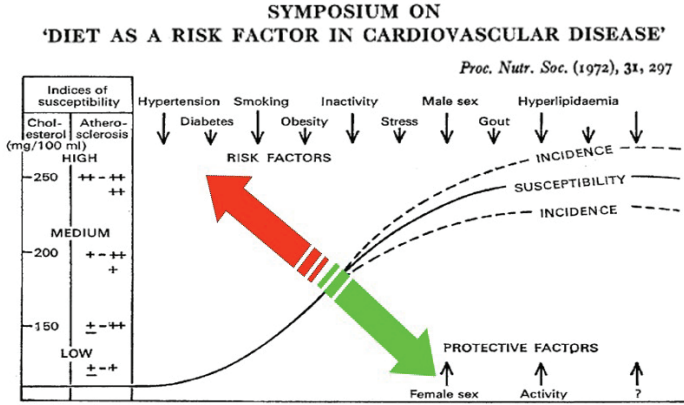 SYMPOSIUM ON
‘DIET AS A RISK FACTOR IN CARDIOVASCULAR DISEASE’
Proc. Nutr. Soc. (1972), 31, 297
Indices of
susceptibility
Chol-
esterol
(mg/100 ml)
Athero-
sclerosis
Hypertension Smoking Inactivity Male sex Hyperlipidaemia
Diabetes Obesity Stress Gout
HIGH
RISK FACTORS
INCIDENCE
250 ++-++
++
SUSCEPTIBILITY
INCIDENCE
MEDIUM
200 +-++
+
150 ±-++
LOW
±-+
PROTECTIVE FACTORS
Female sex Activity ?